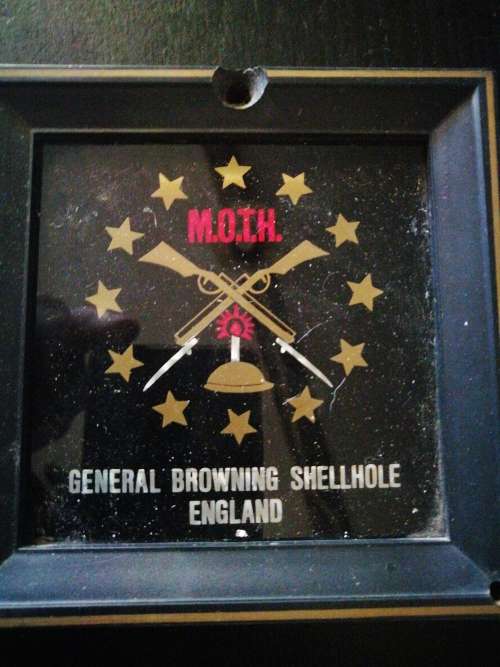 M.O.T.H.
GENERAL BROWNING SHELLHOLE
ENGLAND